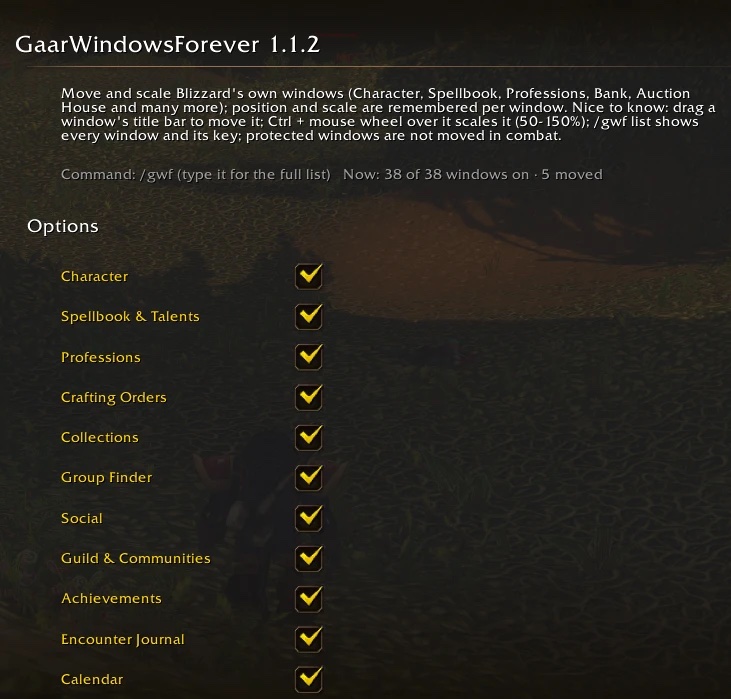 GaarWindowsForever 1.1.2
Move and scale Blizzard's own windows (Character, Spellbook, Professions, Bank, Auction
House and many more); position and scale are remembered per window. Nice to know: drag a
window's title bar to move it; Ctrl + mouse wheel over it scales it (50-150%); /gwf list shows
every window and its key; protected windows are not moved in combat.
Command: /gwf (type it for the full list)   Now: 38 of 38 windows on · 5 moved
Options
Character
Spellbook & Talents
Professions
Crafting Orders
Collections
Group Finder
Social
Guild & Communities
Achievements
Encounter Journal
Calendar